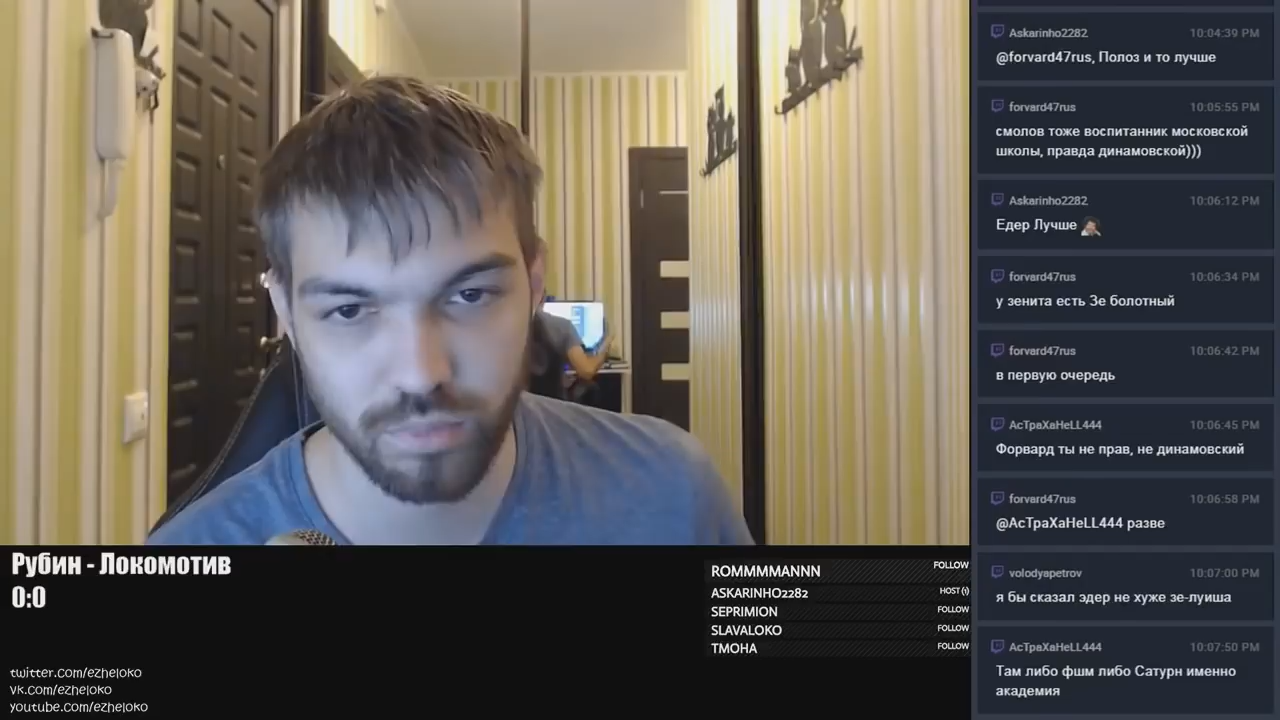 Рубин - Локомотив
0:0
twitter.com/ezheloko
vk.com/ezheloko
youtube.com/ezheloko
ROMMMMANNN FOLLOW
ASKARINHO2282 HOST (1)
SEPRIMION FOLLOW
SLAVALOKO FOLLOW
TMOHA FOLLOW
Askarinho2282 10:04:39 PM
@forvard47rus, Полоз и то лучше
forvard47rus 10:05:55 PM
смолов тоже воспитанник московской
школы, правда динамовской)))
Askarinho2282 10:06:12 PM
Едер Лучше
forvard47rus 10:06:34 PM
у зенита есть Зе болотный
forvard47rus 10:06:42 PM
в первую очередь
АсТраХаНеLL444 10:06:45 PM
Форвард ты не прав, не динамовский
forvard47rus 10:06:58 PM
@АсТраХаНеLL444 разве
volodyapetrov 10:07:00 PM
я бы сказал эдер не хуже зе-луиша
АсТраХаНеLL444 10:07:50 PM
Там либо фшм либо Сатурн именно
академия